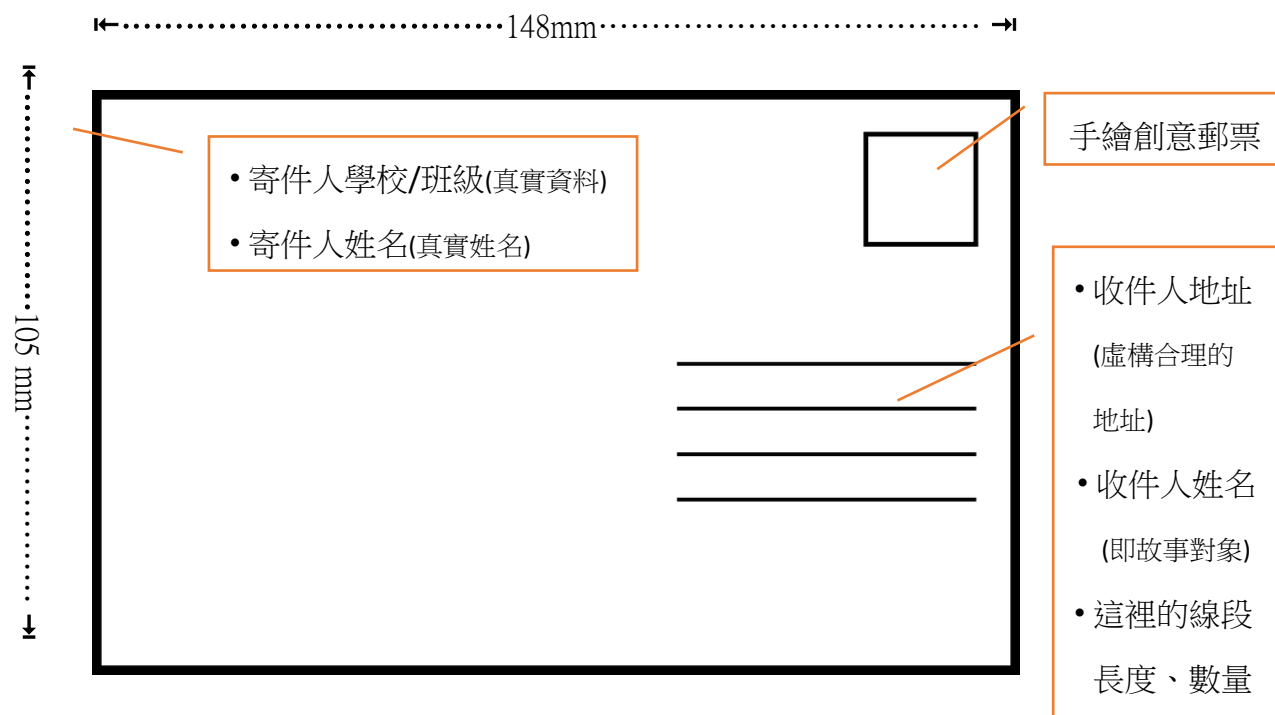 148mm
105 mm
• 寄件人學校/班級(真實資料)
• 寄件人姓名(真實姓名)
手繪創意郵票
• 收件人地址
(虛構合理的
地址)
• 收件人姓名
(即故事對象)
• 這裡的線段
長度、數量